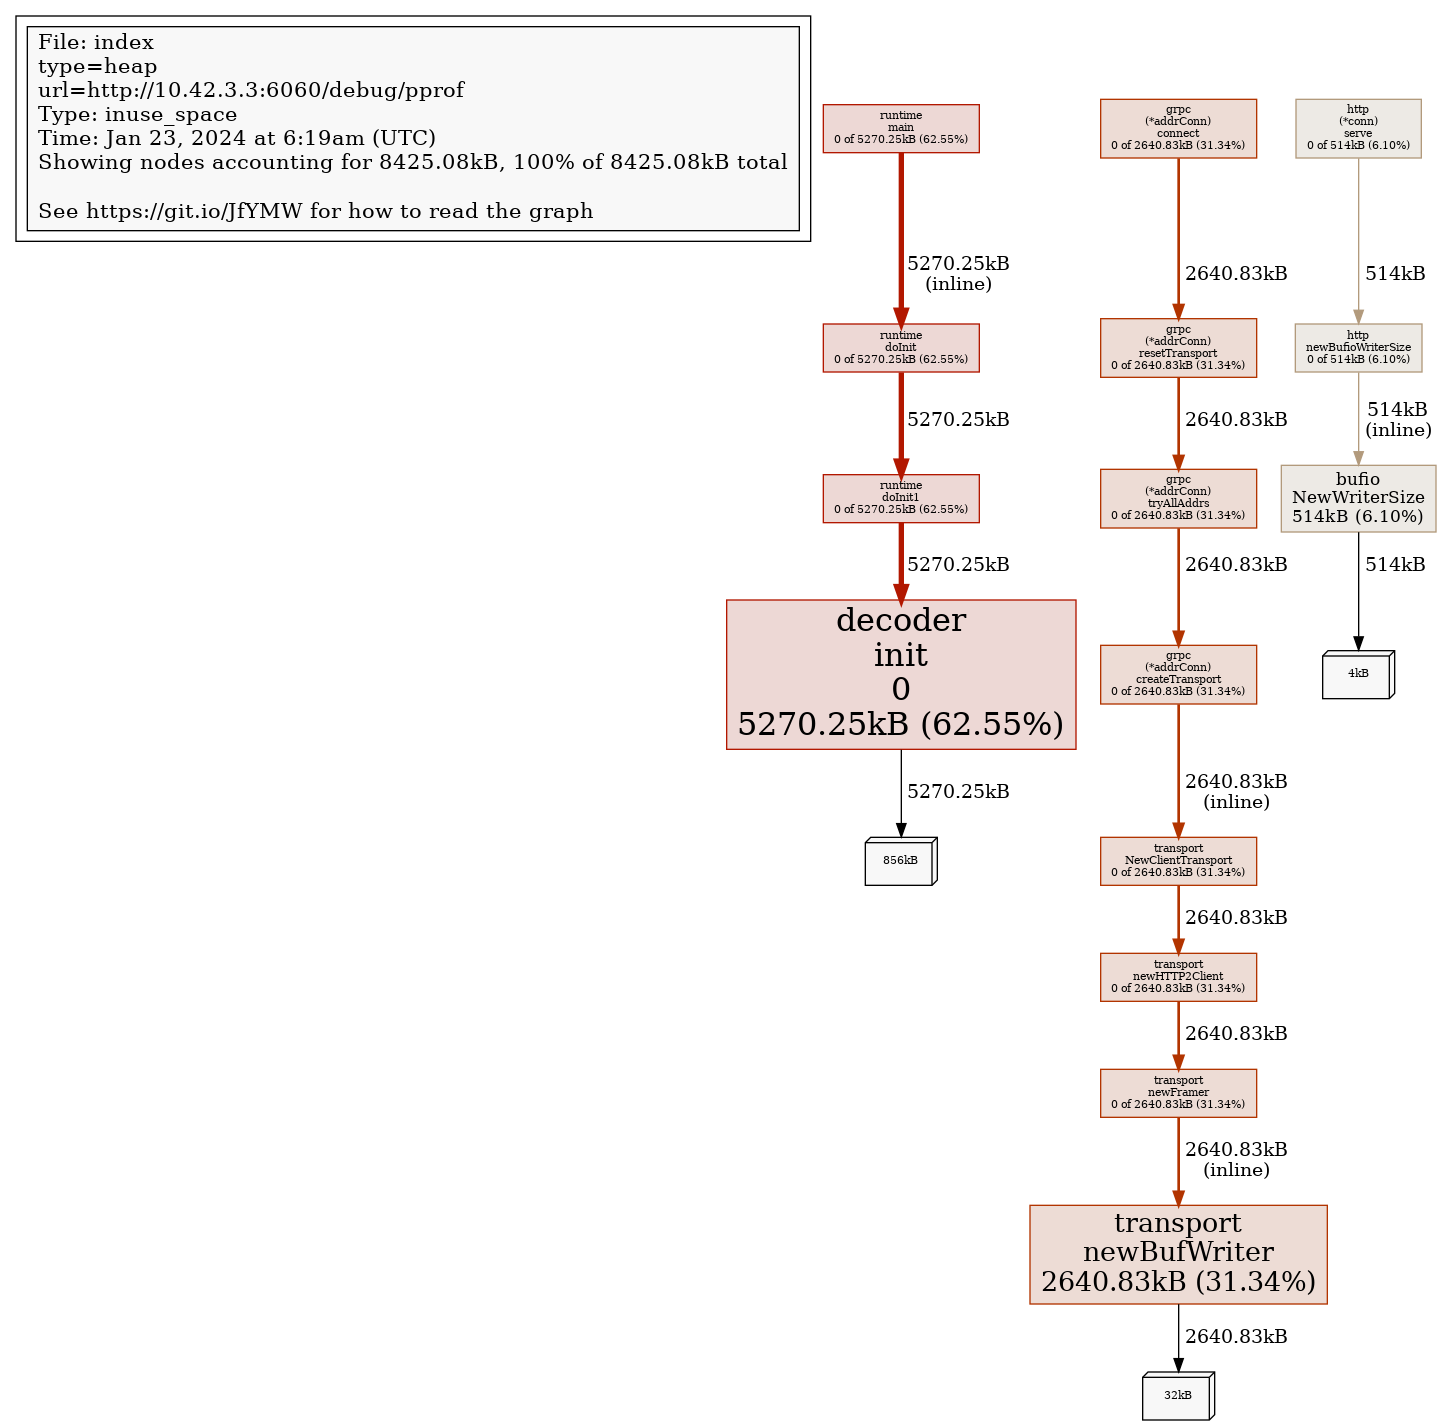 File: index
type=heap
url=http://10.42.3.3:6060/debug/pprof
Type: inuse_space
Time: Jan 23, 2024 at 6:19am (UTC)
Showing nodes accounting for 8425.08kB, 100% of 8425.08kB total
See https://git.io/JfYMW for how to read the graph
runtime
main
0 of 5270.25kB (62.55%)
5270.25kB
(inline)
runtime
doInit
0 of 5270.25kB (62.55%)
5270.25kB
runtime
doInit1
0 of 5270.25kB (62.55%)
5270.25kB
decoder
init
0
5270.25kB (62.55%)
5270.25kB
856kB
grpc
(*addrConn)
connect
0 of 2640.83kB (31.34%)
2640.83kB
grpc
(*addrConn)
resetTransport
0 of 2640.83kB (31.34%)
2640.83kB
grpc
(*addrConn)
tryAllAddrs
0 of 2640.83kB (31.34%)
2640.83kB
grpc
(*addrConn)
createTransport
0 of 2640.83kB (31.34%)
2640.83kB
(inline)
transport
NewClientTransport
0 of 2640.83kB (31.34%)
2640.83kB
transport
newHTTP2Client
0 of 2640.83kB (31.34%)
2640.83kB
transport
newFramer
0 of 2640.83kB (31.34%)
2640.83kB
(inline)
transport
newBufWriter
2640.83kB (31.34%)
2640.83kB
32kB
http
(*conn)
serve
0 of 514kB (6.10%)
514kB
http
newBufioWriterSize
0 of 514kB (6.10%)
514kB
(inline)
bufio
NewWriterSize
514kB (6.10%)
514kB
4kB